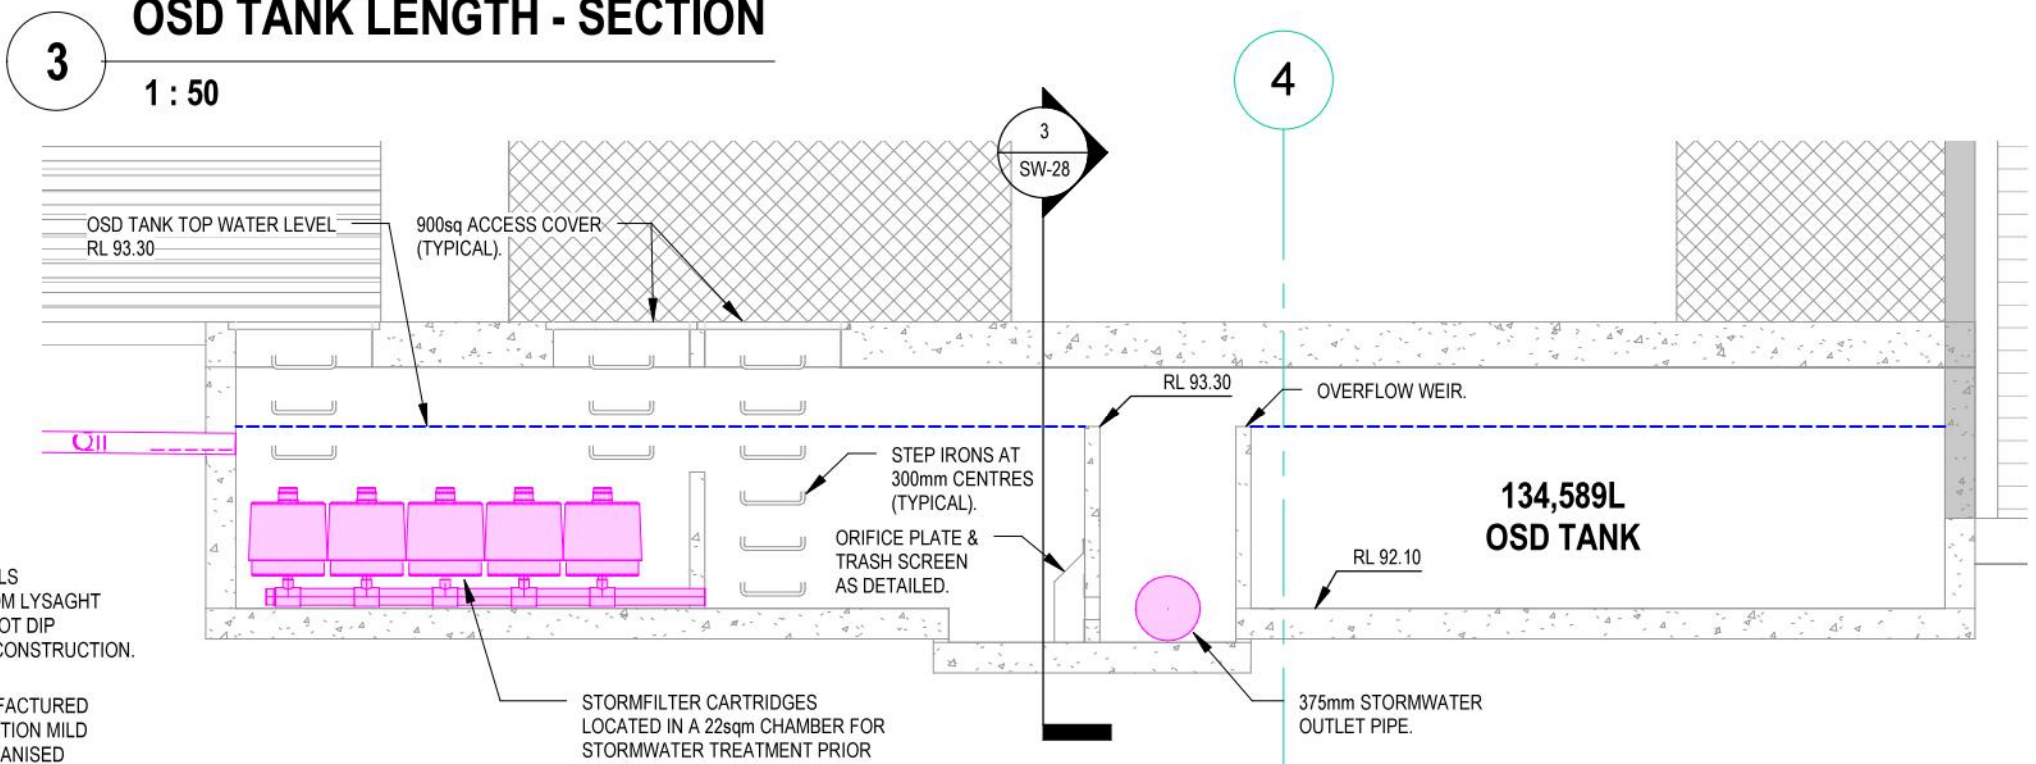 OSD TANK LENGTH - SECTION
3
1 : 50
4
3
SW-28
OSD TANK TOP WATER LEVEL
RL 93.30
900sq ACCESS COVER
(TYPICAL).
RL 93.30
OVERFLOW WEIR.
STEP IRONS AT
300mm CENTRES
(TYPICAL).
ORIFICE PLATE &
TRASH SCREEN
AS DETAILED.
134,589L
OSD TANK
RL 92.10
LS
OM LYSAGHT
OT DIP
CONSTRUCTION.
FACTURED
TION MILD
ANISED
STORMFILTER CARTRIDGES
LOCATED IN A 22sqm CHAMBER FOR
STORMWATER TREATMENT PRIOR
375mm STORMWATER
OUTLET PIPE.